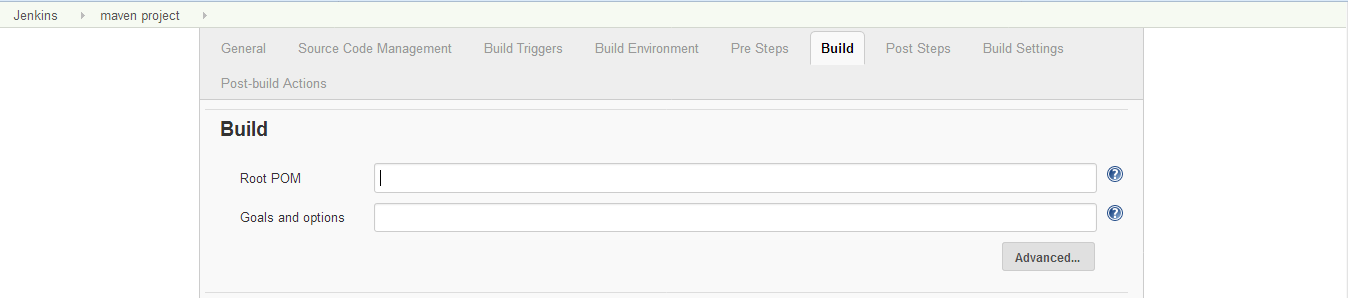 Jenkins maven project
General Source Code Management Build Triggers Build Environment Pre Steps Build Post Steps Build Settings
Post-build Actions
Build
Root POM
Goals and options
Advanced...